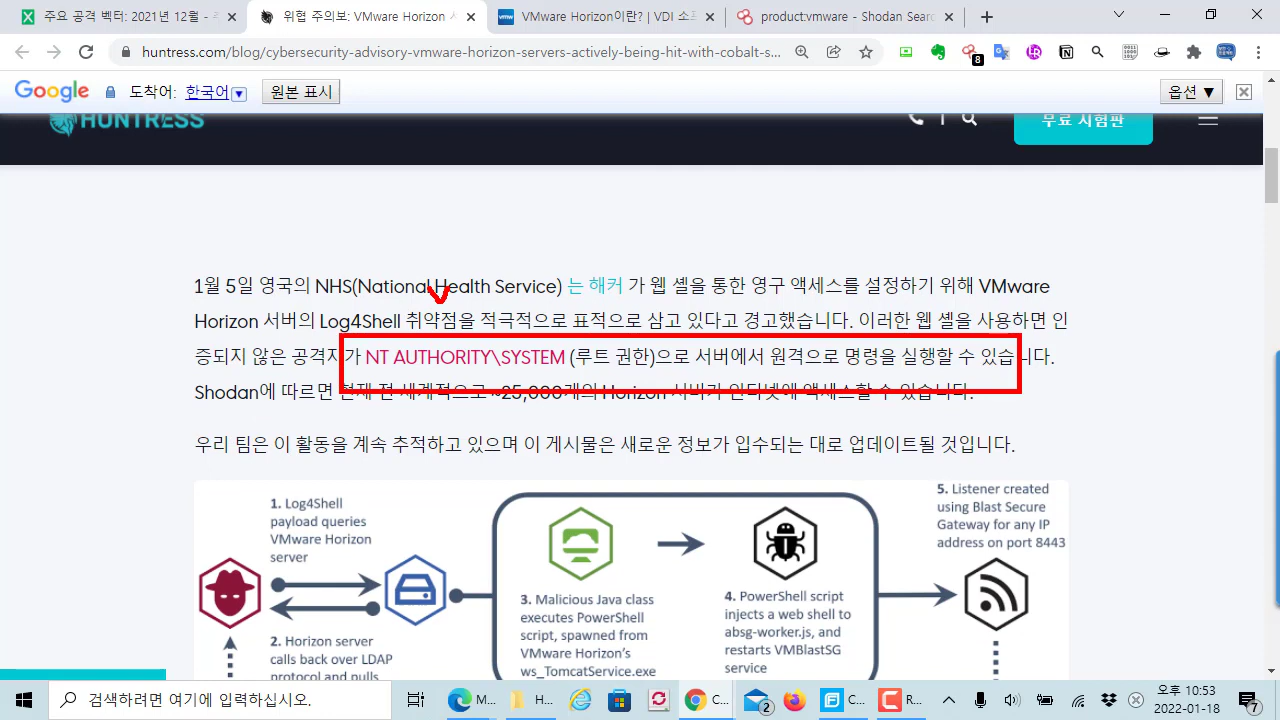 주요 공격 벡터: 2021년 12월 - 주
위협 주의보: VMware Horizon 서
VMware Horizon이란? | VDI 소프
product:vmware - Shodan Sear
huntress.com/blog/cybersecurity-advisory-vmware-horizon-servers-actively-being-hit-with-cobalt-s...
8
Google 도착어: 한국어 원본 표시 옵션 ▼
HUNTRESS
무료 시험판
1월 5일 영국의 NHS(National Health Service) 는 해커 가 웹 셸을 통한 영구 액세스를 설정하기 위해 VMware
Horizon 서버의 Log4Shell 취약점을 적극적으로 표적으로 삼고 있다고 경고했습니다. 이러한 웹 셸을 사용하면 인
증되지 않은 공격자가 NT AUTHORITY\SYSTEM (루트 권한)으로 서버에서 원격으로 명령을 실행할 수 있습니다.
Shodan에 따르면 현재 전 세계적으로 ~25,000개의 Horizon 서버가 인터넷에 액세스할 수 있습니다.
우리 팀은 이 활동을 계속 추적하고 있으며 이 게시물은 새로운 정보가 입수되는 대로 업데이트될 것입니다.
1. Log4Shell
payload queries
VMware Horizon
server
2. Horizon server
calls back over LDAP
protocol and pulls
3. Malicious Java class
executes PowerShell
script, spawned from
VMware Horizon's
ws_TomcatService.exe
4. PowerShell script
injects a web shell to
absg-worker.js, and
restarts VMBlastSG
service
5. Listener created
using Blast Secure
Gateway for any IP
address on port 8443
검색하려면 여기에 입력하십시오.
M...
H...
C...
2
C...
R...
오후 10:53
2022-01-18
7